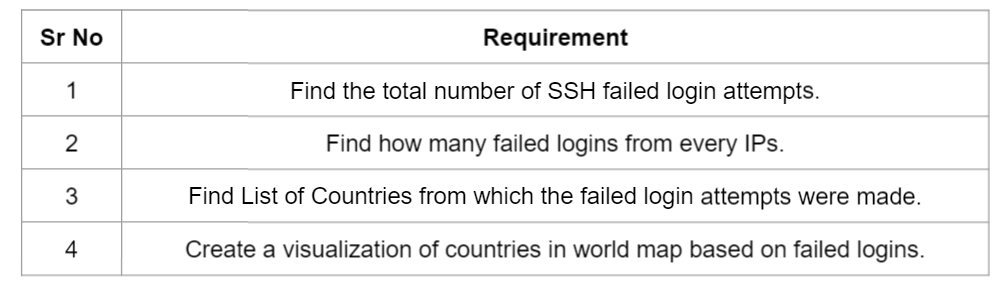 Sr No Requirement
1 Find the total number of SSH failed login attempts.
2 Find how many failed logins from every IPs.
3 Find List of Countries from which the failed login attempts were made.
4 Create a visualization of countries in world map based on failed logins.